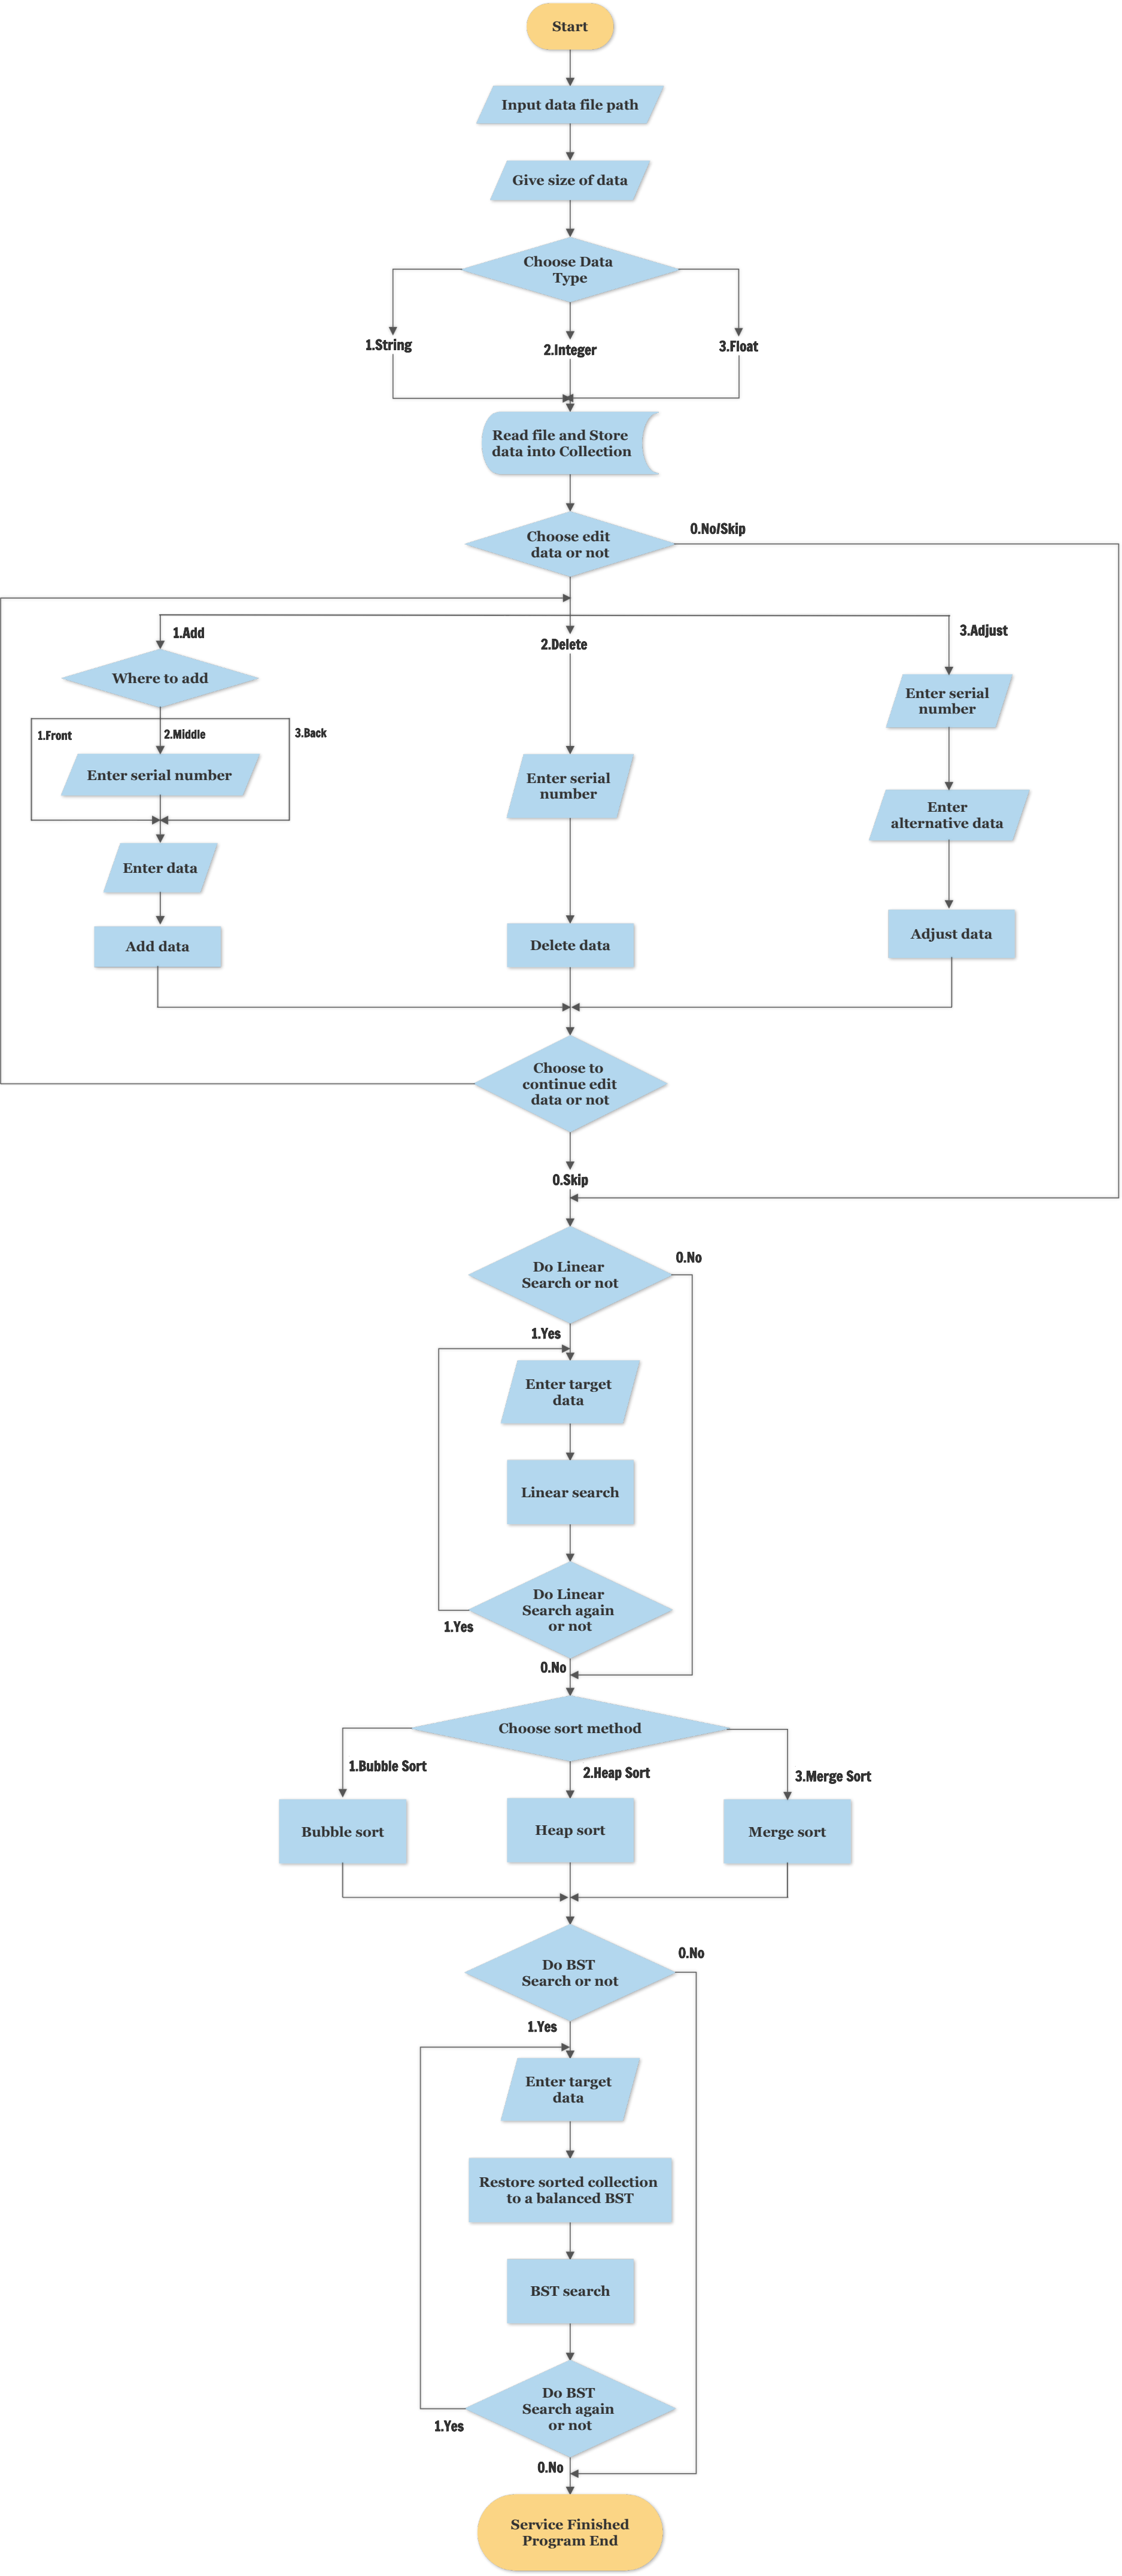 Start
Input data file path
Give size of data
Choose Data
Type
1.String
2.Integer
3.Float
Read file and Store
data into Collection
Choose edit
data or not
0.No/Skip
1.Add
2.Delete
3.Adjust
Where to add
Enter serial
number
1.Front
2.Middle
3.Back
Enter serial number
Enter serial
number
Enter
alternative data
Enter data
Add data
Delete data
Adjust data
Choose to
continue edit
data or not
0.Skip
Do Linear
Search or not
0.No
1.Yes
Enter target
data
Linear search
Do Linear
Search again
or not
1.Yes
0.No
Choose sort method
1.Bubble Sort
2.Heap Sort
3.Merge Sort
Bubble sort
Heap sort
Merge sort
Do BST
Search or not
0.No
1.Yes
Enter target
data
Restore sorted collection
to a balanced BST
BST search
Do BST
Search again
or not
1.Yes
0.No
Service Finished
Program End